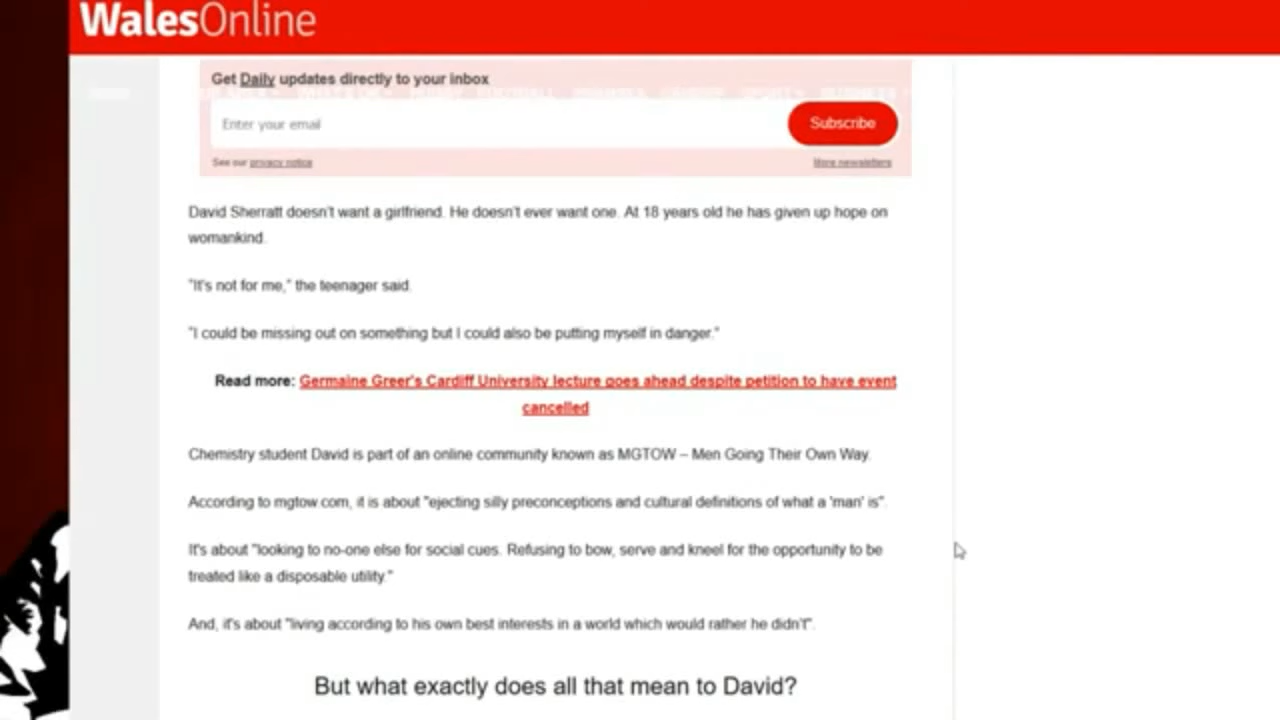 WalesOnline
Get Daily updates directly to your inbox
Enter your email
Subscribe
See our privacy notice
More newsletters
David Sherratt doesn't want a girlfriend. He doesn't ever want one. At 18 years old he has given up hope on
womankind.
"It's not for me," the teenager said.
"I could be missing out on something but I could also be putting myself in danger."
Read more: Germaine Greer's Cardiff University lecture goes ahead despite petition to have event
cancelled
Chemistry student David is part of an online community known as MGTOW – Men Going Their Own Way.
According to mgtow.com, it is about "ejecting silly preconceptions and cultural definitions of what a 'man' is".
It's about "looking to no-one else for social cues. Refusing to bow, serve and kneel for the opportunity to be
treated like a disposable utility."
And, it's about "living according to his own best interests in a world which would rather he didn't".
But what exactly does all that mean to David?